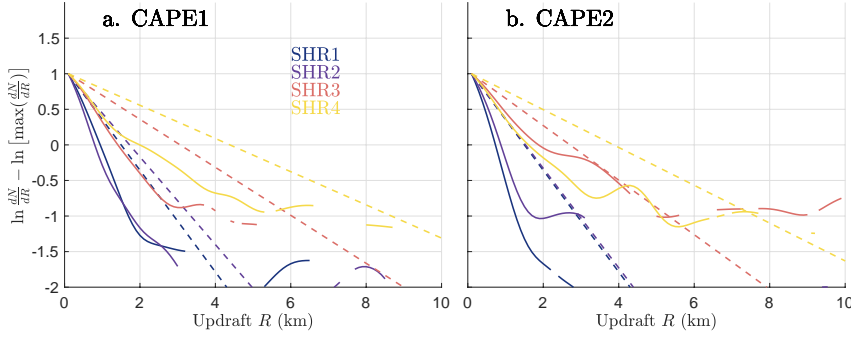 a. CAPE1
b. CAPE2
SHR1
SHR2
SHR3
SHR4
ln dN/dR − ln [max(dN/dR)]
1.5
1
0.5
0
-0.5
-1
-1.5
-2
0 2 4 6 8 10
0 2 4 6 8 10
Updraft R (km)
Updraft R (km)